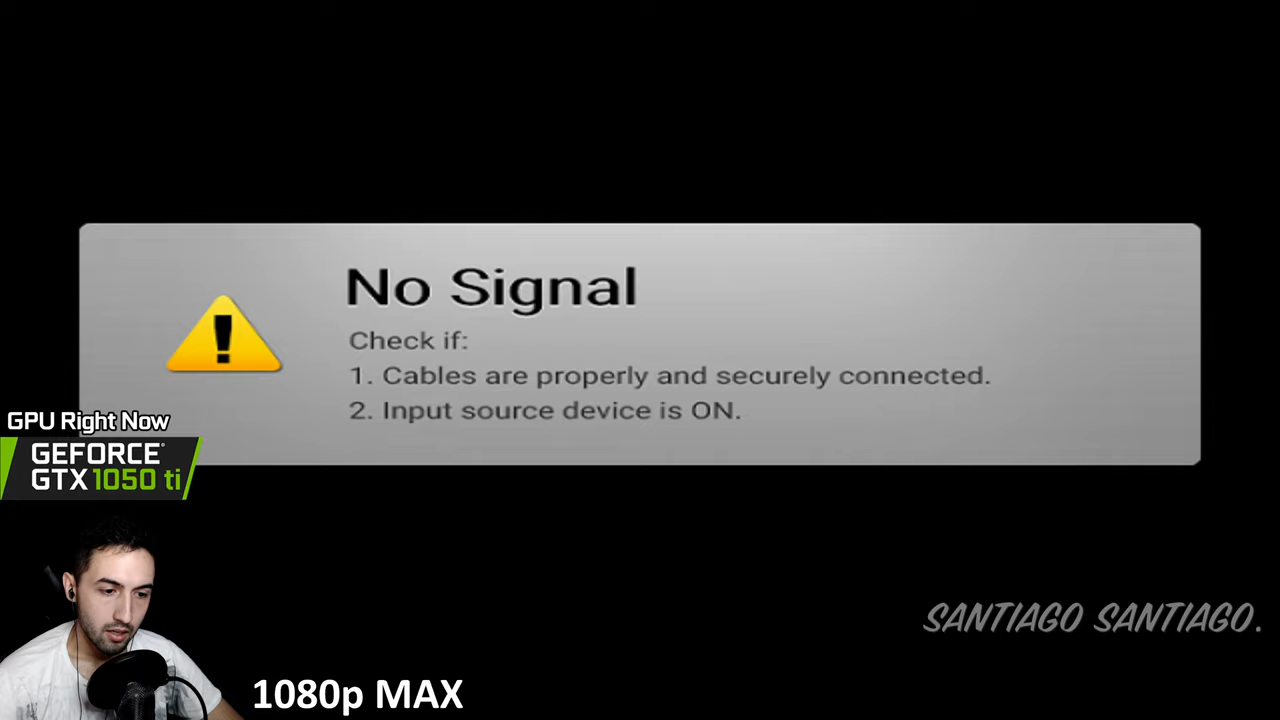 No Signal
Check if:
1. Cables are properly and securely connected.
2. Input source device is ON.
GPU Right Now
GEFORCE
GTX 1050 ti
SANTIAGO SANTIAGO.
1080p MAX